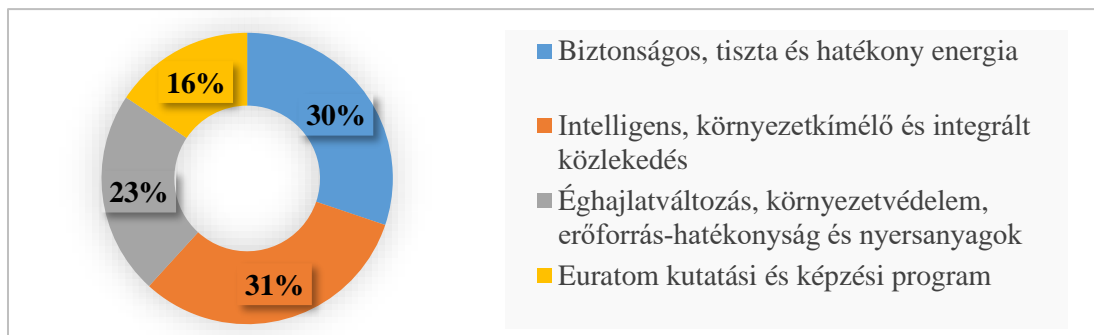 16%
30%
23%
31%
Biztonságos, tiszta és hatékony energia
Intelligens, környezetkímélő és integrált
közlekedés
Éghajlatváltozás, környezetvédelem,
erőforrás-hatékonyság és nyersanyagok
Euratom kutatási és képzési program